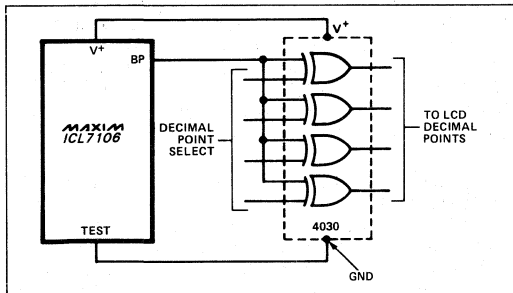 V+
V+
BP
MAXIM
ICL7106
DECIMAL
POINT
SELECT
TO LCD
DECIMAL
POINTS
TEST
4030
GND